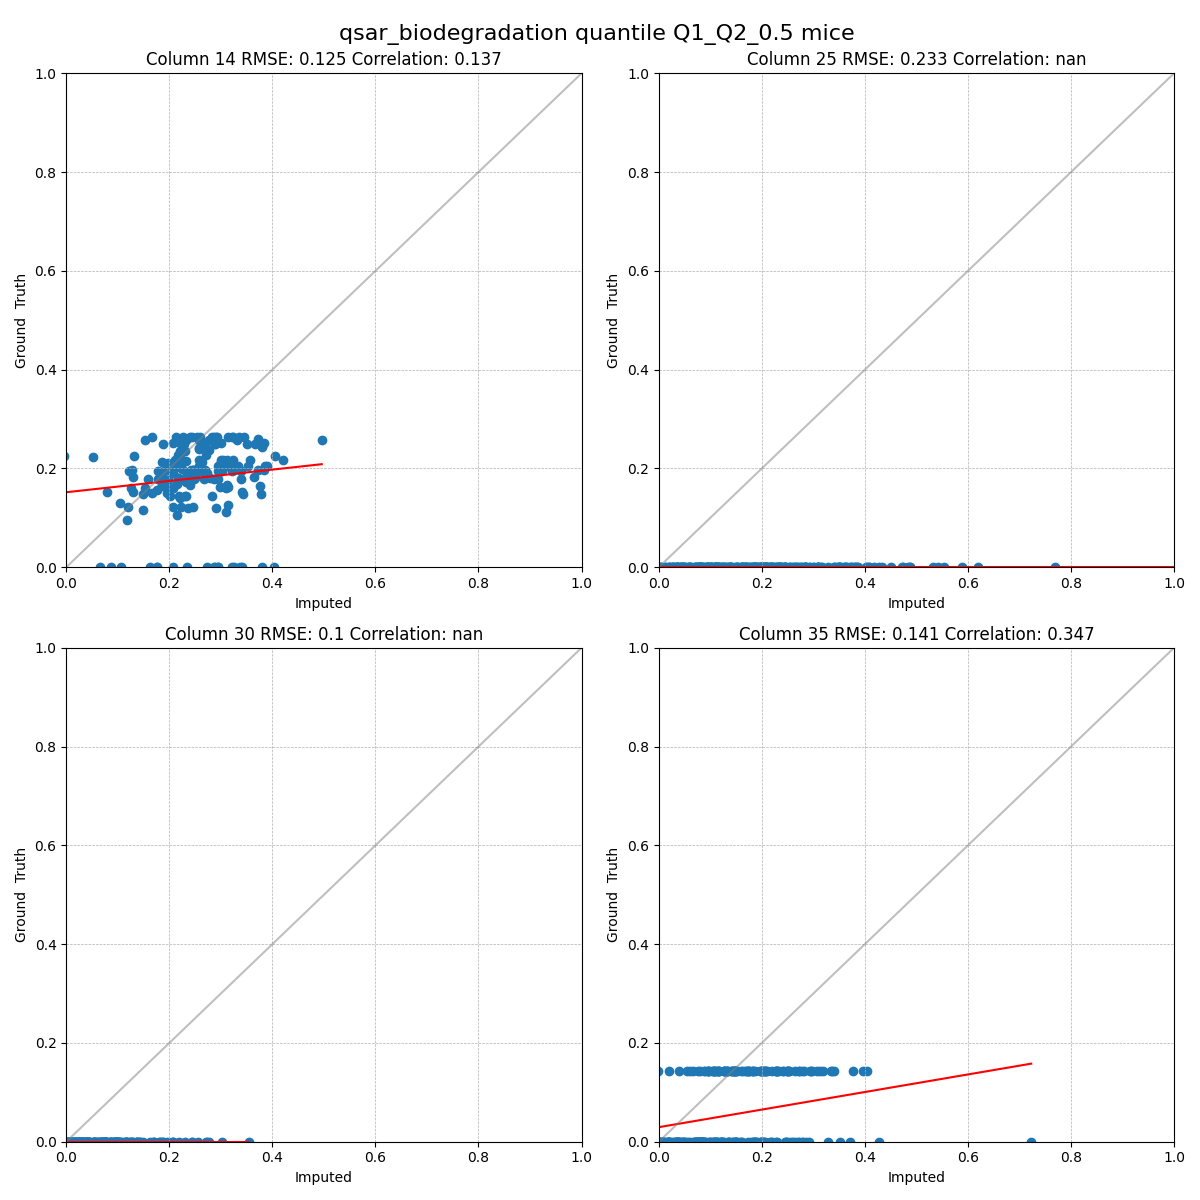 qsar_biodegradation quantile Q1_Q2_0.5 mice
Column 14 RMSE: 0.125 Correlation: 0.137
1.0
0.8
0.6
0.4
0.2
0.0
Ground  Truth
0.0 0.2 0.4 0.6 0.8 1.0
Imputed
Column 25 RMSE: 0.233 Correlation: nan
1.0
0.8
0.6
0.4
0.2
0.0
Ground  Truth
0.0 0.2 0.4 0.6 0.8 1.0
Imputed
Column 30 RMSE: 0.1 Correlation: nan
1.0
0.8
0.6
0.4
0.2
0.0
Ground  Truth
0.0 0.2 0.4 0.6 0.8 1.0
Imputed
Column 35 RMSE: 0.141 Correlation: 0.347
1.0
0.8
0.6
0.4
0.2
0.0
Ground  Truth
0.0 0.2 0.4 0.6 0.8 1.0
Imputed